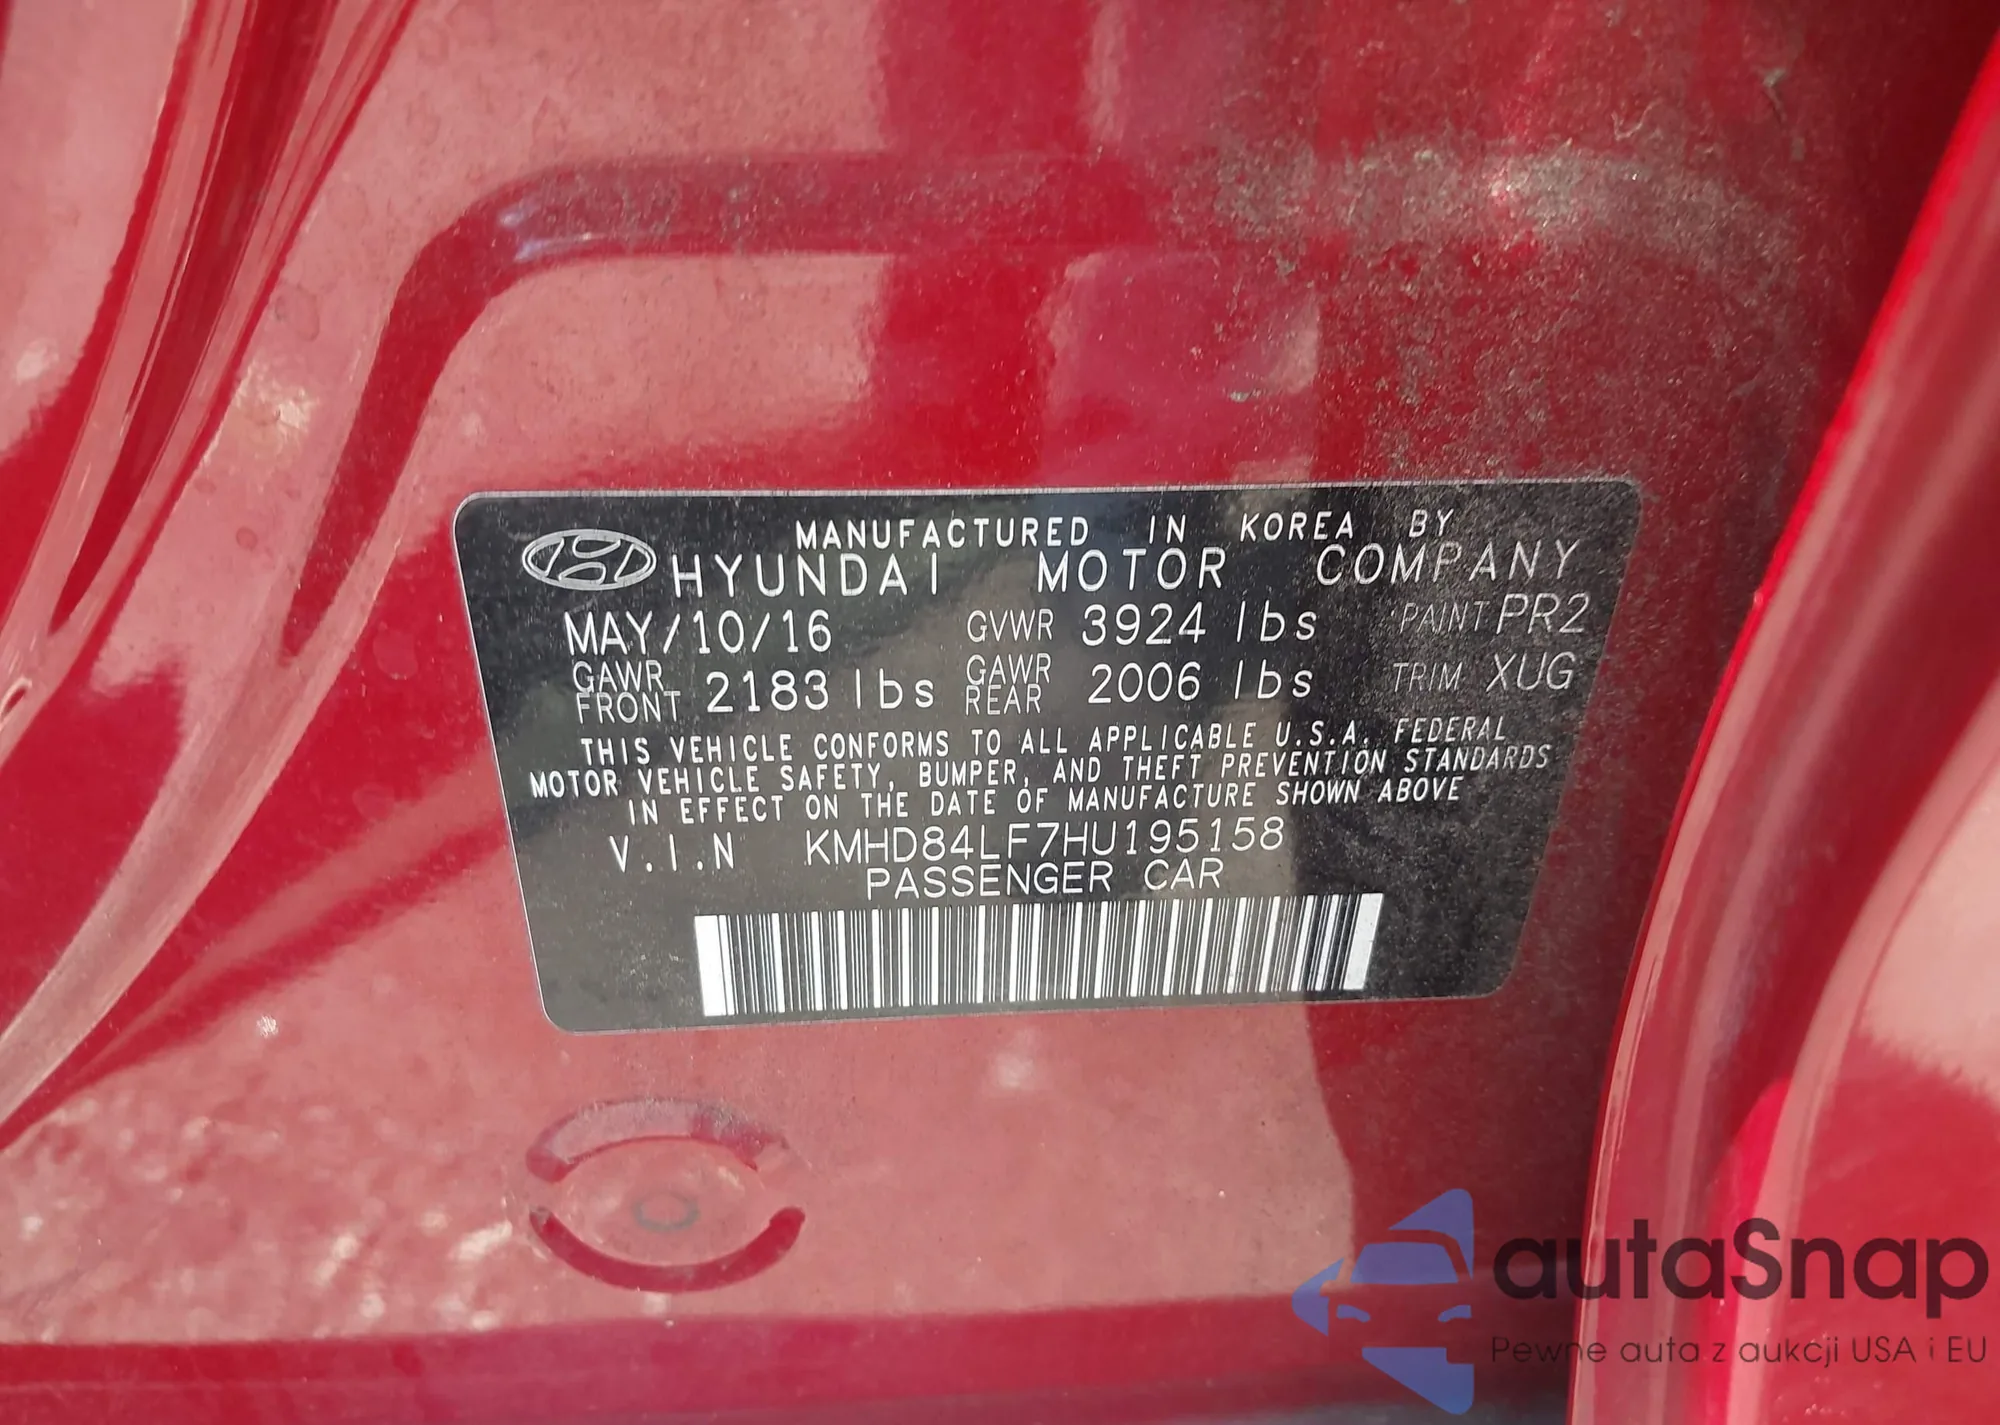 MANUFACTURED IN KOREA BY
HYUNDAI MOTOR COMPANY
MAY/10/16 GVWR 3924 lbs PAINT PR2
GAWR FRONT 2183 lbs GAWR REAR 2006 lbs TRIM XUG
THIS VEHICLE CONFORMS TO ALL APPLICABLE U.S.A. FEDERAL
MOTOR VEHICLE SAFETY, BUMPER, AND THEFT PREVENTION STANDARDS
IN EFFECT ON THE DATE OF MANUFACTURE SHOWN ABOVE
V.I.N KMHD84LF7HU195158
PASSENGER CAR
autaSnap
Pewne auta z aukcji USA i EU